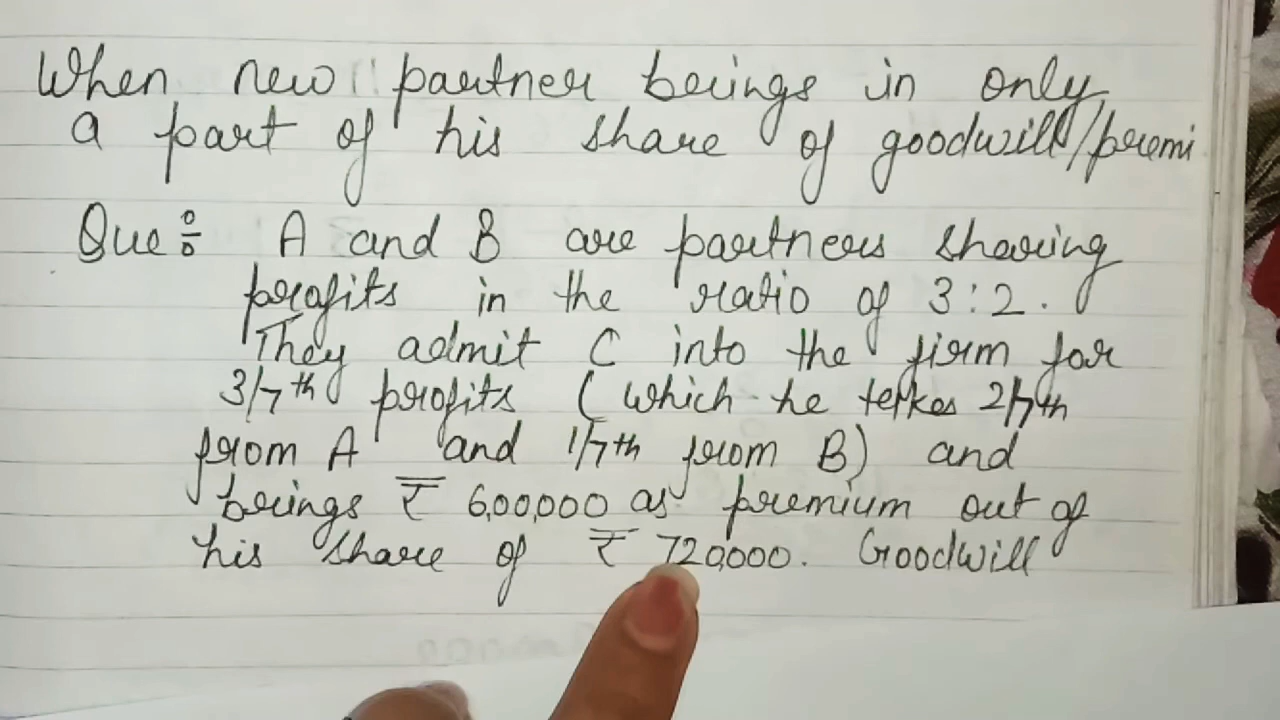 When new partner brings in only
a part of his share of goodwill/premi
Que: A and B are partners sharing
profits in the ratio of 3:2.
They admit C into the firm for
3/7th profits (which he takes 2/7th
from A and 1/7th from B) and
brings ₹ 6,00,000 as premium out of
his share of ₹ 720,000. Goodwill